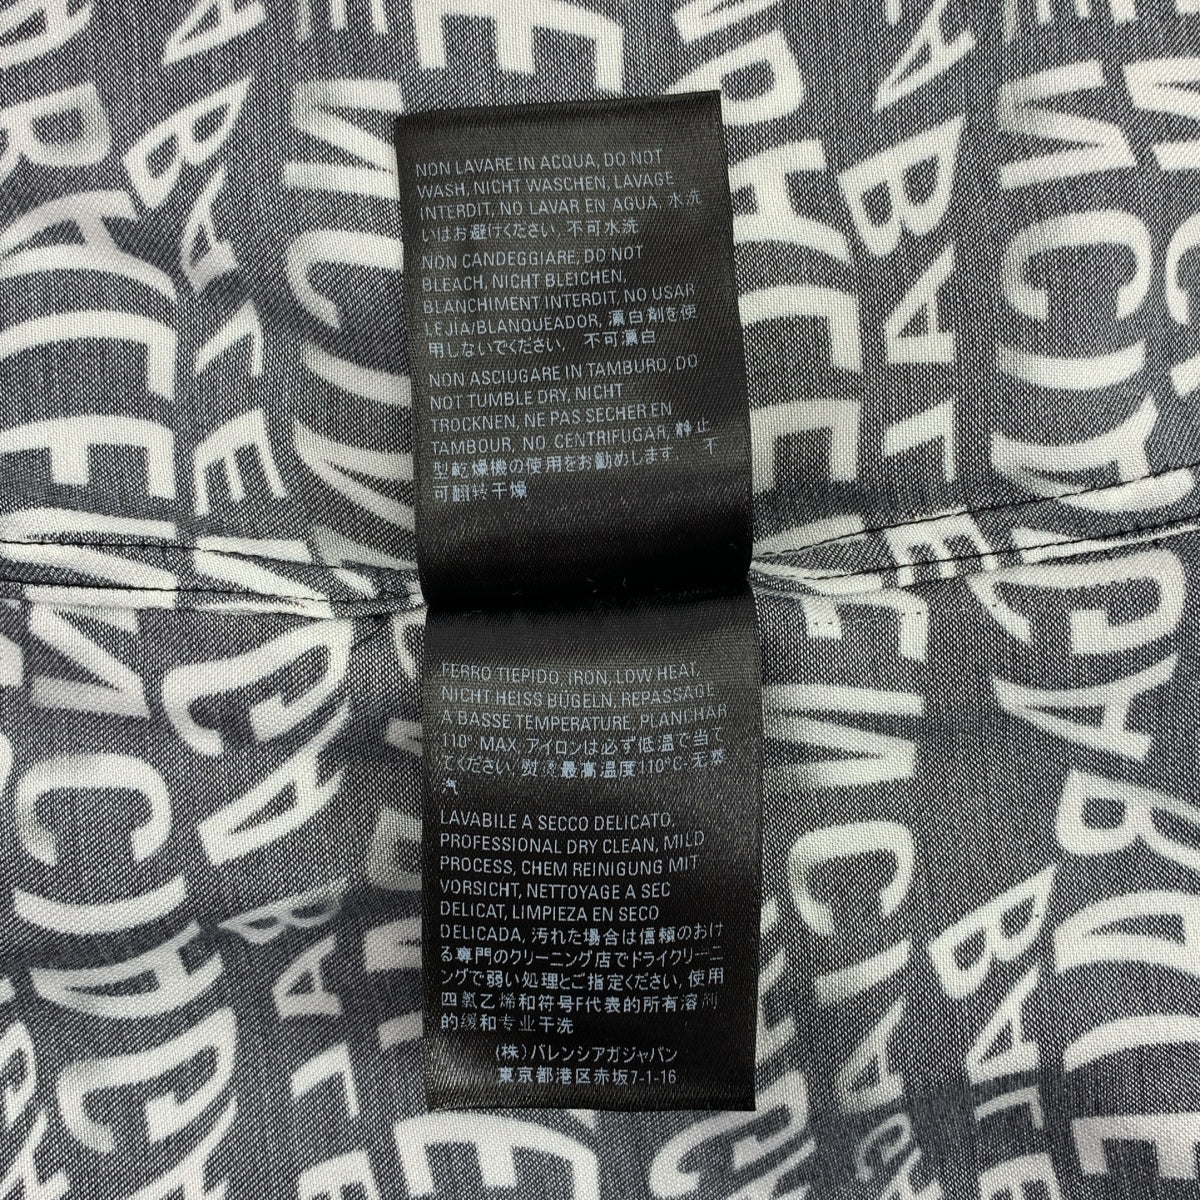 NON LAVARE IN ACQUA, DO NOT
WASH, NICHT WASCHEN, LAVAGE
INTERDIT, NO LAVAR EN AGUA, 水洗
いはお避けください, 不可水洗
NON CANDEGGIARE, DO NOT
BLEACH, NICHT BLEICHEN,
BLANCHIMENT INTERDIT, NO USAR
LEJIA/BLANQUEADOR, 漂白剤を使
用しないでください, 不可漂白
NON ASCIUGARE IN TAMBURO, DO
NOT TUMBLE DRY, NICHT
TROCKNEN, NE PAS SECHER EN
TAMBOUR, NO CENTRIFUGAR, 静止
型乾燥機の使用をお勧めします, 不
可翻转干燥
FERRO TIEPIDO, IRON, LOW HEAT,
NICHT HEISS BÜGELN, REPASSAGE
A BASSE TEMPERATURE, PLANCHAR
110° MAX, アイロンは必ず低温で当
てください, 熨烫最高温度110°C, 无蒸
汽
LAVABILE A SECCO DELICATO,
PROFESSIONAL DRY CLEAN, MILD
PROCESS, CHEM REINIGUNG MIT
VORSICHT, NETTOYAGE A SEC
DELICAT, LIMPIEZA EN SECO
DELICADA, 汚れた場合は信頼のおけ
る専門のクリーニング店でドライクリーニ
ングで弱い処理とご指定ください, 使用
四氯乙烯和符号F代表的所有溶剂
的缓和专业干洗
(株)バレンシアガジャパン
東京都港区赤坂7-1-16